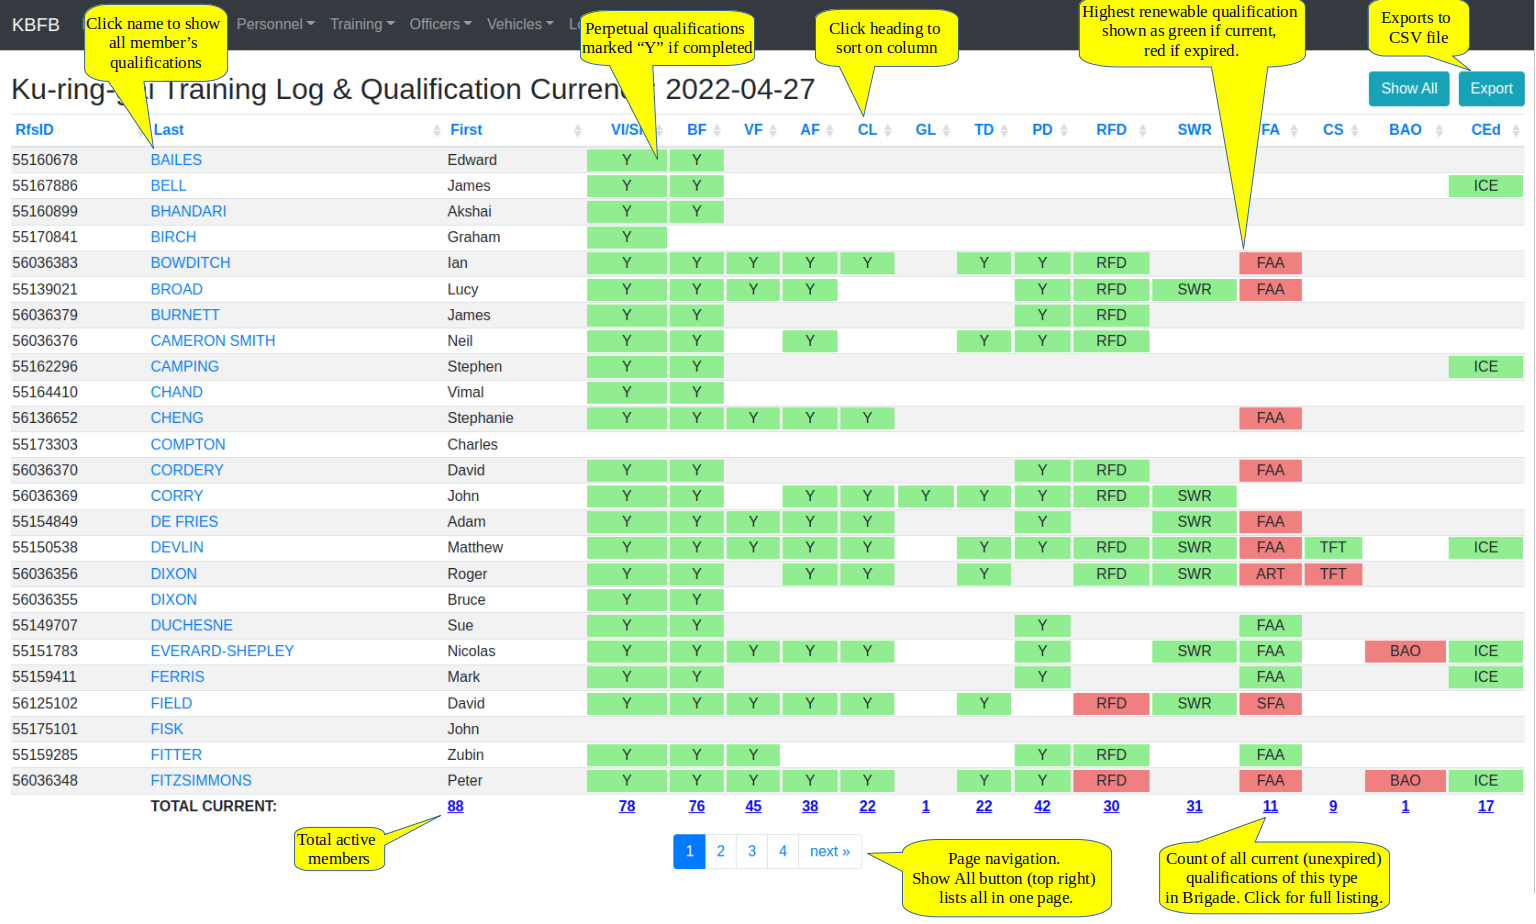 KBFB Personnel Training Officers Vehicles
Click name to show
all member's
qualifications
Perpetual qualifications
marked “Y” if completed
Click heading to
sort on column
Highest renewable qualification
shown as green if current,
red if expired.
Exports to
CSV file
Ku-ring-gai Training Log & Qualification Currency 2022-04-27
Show All Export
RfsID Last First VI/SI BF VF AF CL GL TD PD RFD SWR FA CS BAO CEd
55160678 BAILES Edward Y Y
55167886 BELL James Y Y ICE
55160899 BHANDARI Akshai Y Y
55170841 BIRCH Graham Y
56036383 BOWDITCH Ian Y Y Y Y Y Y Y RFD FAA
55139021 BROAD Lucy Y Y Y Y Y RFD SWR FAA
56036379 BURNETT James Y Y Y RFD
56036376 CAMERON SMITH Neil Y Y Y Y Y RFD
55162296 CAMPING Stephen Y Y ICE
55164410 CHAND Vimal Y Y
56136652 CHENG Stephanie Y Y Y Y Y FAA
55173303 COMPTON Charles
56036370 CORDERY David Y Y Y RFD FAA
56036369 CORRY John Y Y Y Y Y Y Y RFD SWR
55154849 DE FRIES Adam Y Y Y Y Y Y SWR FAA
55150538 DEVLIN Matthew Y Y Y Y Y Y Y RFD SWR FAA TFT ICE
56036356 DIXON Roger Y Y Y Y Y RFD SWR ART TFT
56036355 DIXON Bruce Y Y
55149707 DUCHESNE Sue Y Y Y FAA
55151783 EVERARD-SHEPLEY Nicolas Y Y Y Y Y Y SWR FAA BAO ICE
55159411 FERRIS Mark Y Y Y FAA ICE
56125102 FIELD David Y Y Y Y Y Y RFD SWR SFA
55175101 FISK John
55159285 FITTER Zubin Y Y Y Y RFD FAA
56036348 FITZSIMMONS Peter Y Y Y Y Y Y Y RFD FAA BAO ICE
TOTAL CURRENT: 88 78 76 45 38 22 1 22 42 30 31 11 9 1 17
Total active
members
1 2 3 4 next »
Page navigation.
Show All button (top right)
lists all in one page.
Count of all current (unexpired)
qualifications of this type
in Brigade. Click for full listing.